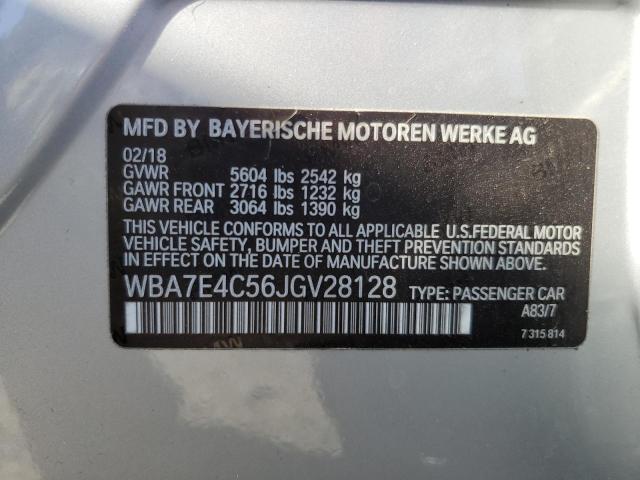 MFD BY BAYERISCHE MOTOREN WERKE AG
02/18
GVWR 5604 lbs 2542 kg
GAWR FRONT 2716 lbs 1232 kg
GAWR REAR 3064 lbs 1390 kg
THIS VEHICLE CONFORMS TO ALL APPLICABLE U.S.FEDERAL MOTOR
VEHICLE SAFETY, BUMPER AND THEFT PREVENTION STANDARDS
IN EFFECT ON THE DATE OF MANUFACTURE SHOWN ABOVE
WBA7E4C56JGV28128 TYPE: PASSENGER CAR
A83/7
7 315 814